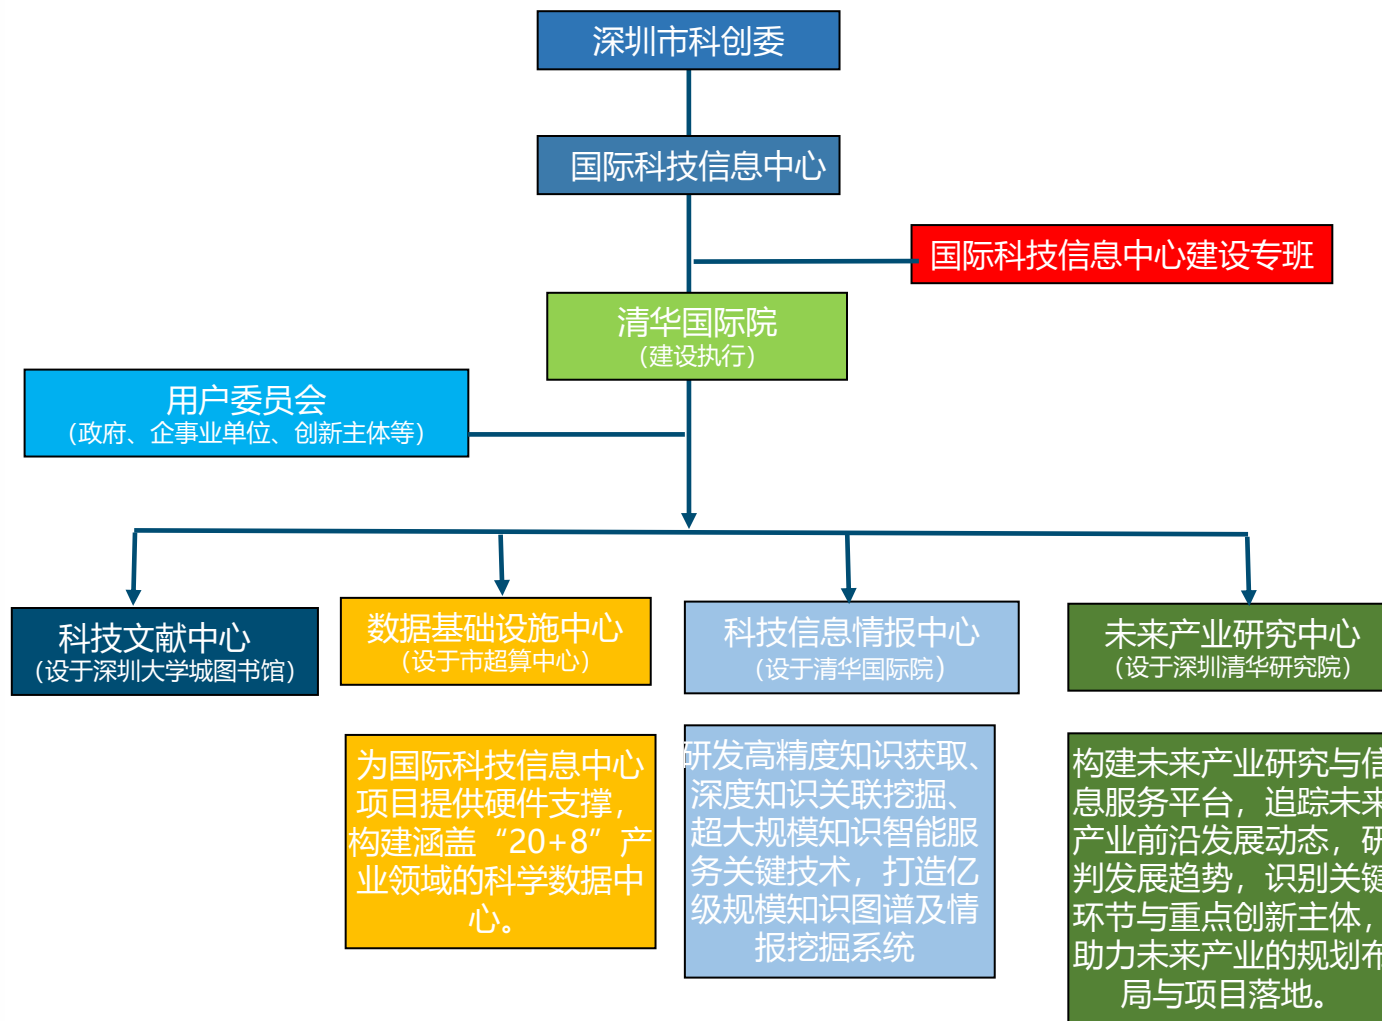 深圳市科创委
国际科技信息中心
国际科技信息中心建设专班
清华国际院
（建设执行）
用户委员会
（政府、企事业单位、创新主体等）
科技文献中心
（设于深圳大学城图书馆）
数据基础设施中心
（设于市超算中心）
科技信息情报中心
（设于清华国际院）
未来产业研究中心
（设于深圳清华研究院）
为国际科技信息中心
项目提供硬件支撑，
构建涵盖“20+8”产
业领域的科学数据中
心。
研发高精度知识获取、
深度知识关联挖掘、
超大规模知识智能服
务关键技术，打造亿
级规模知识图谱及情
报挖掘系统
构建未来产业研究与信
息服务平台，追踪未来
产业前沿发展动态，研
判发展趋势，识别关键
环节与重点创新主体，
助力未来产业的规划布
局与项目落地。